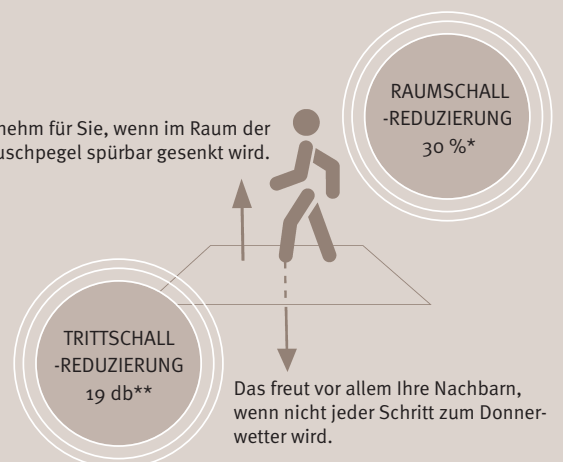 RAUMSCHALL
-REDUZIERUNG
30 %*
nehm für Sie, wenn im Raum der
uschpegel spürbar gesenkt wird.
TRITTSCHALL
-REDUZIERUNG
19 db**
Das freut vor allem Ihre Nachbarn,
wenn nicht jeder Schritt zum Donner-
wetter wird.